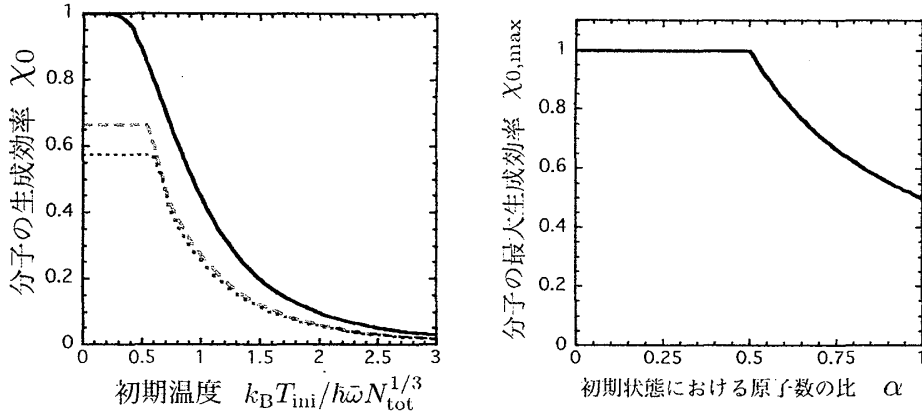 分子の生成効率 χ0
1
0.8
0.6
0.4
0.2
0
0 0.5 1 1.5 2 2.5 3
初期温度 k_B T_ini/ℏω̄N_tot^{1/3}
分子の最大生成効率 χ0,max
1
0.8
0.6
0.4
0.2
0
0 0.25 0.5 0.75 1
初期状態における原子数の比 α